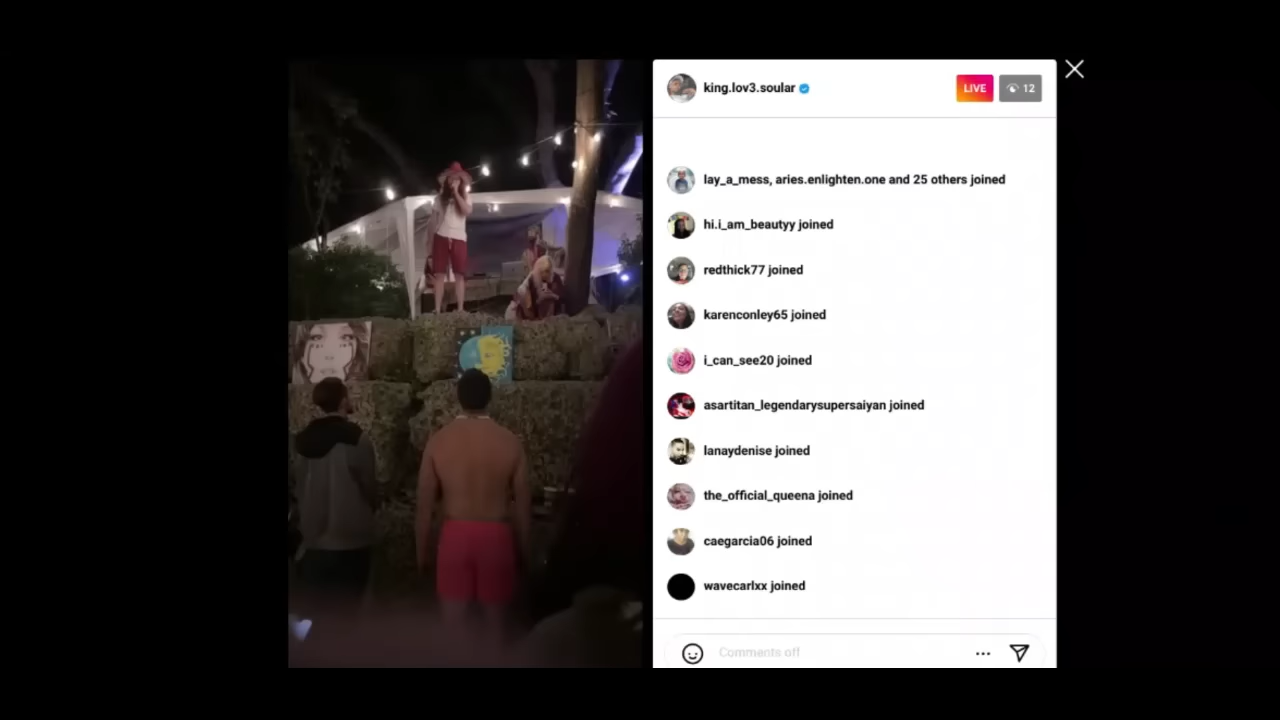 king.lov3.soular
LIVE
12
lay_a_mess, aries.enlighten.one and 25 others joined
hi.i_am_beautyy joined
redthick77 joined
karenconley65 joined
i_can_see20 joined
asartitan_legendarysupersaiyan joined
lanaydenise joined
the_official_queena joined
caegarcia06 joined
wavecarlxx joined
Comments off